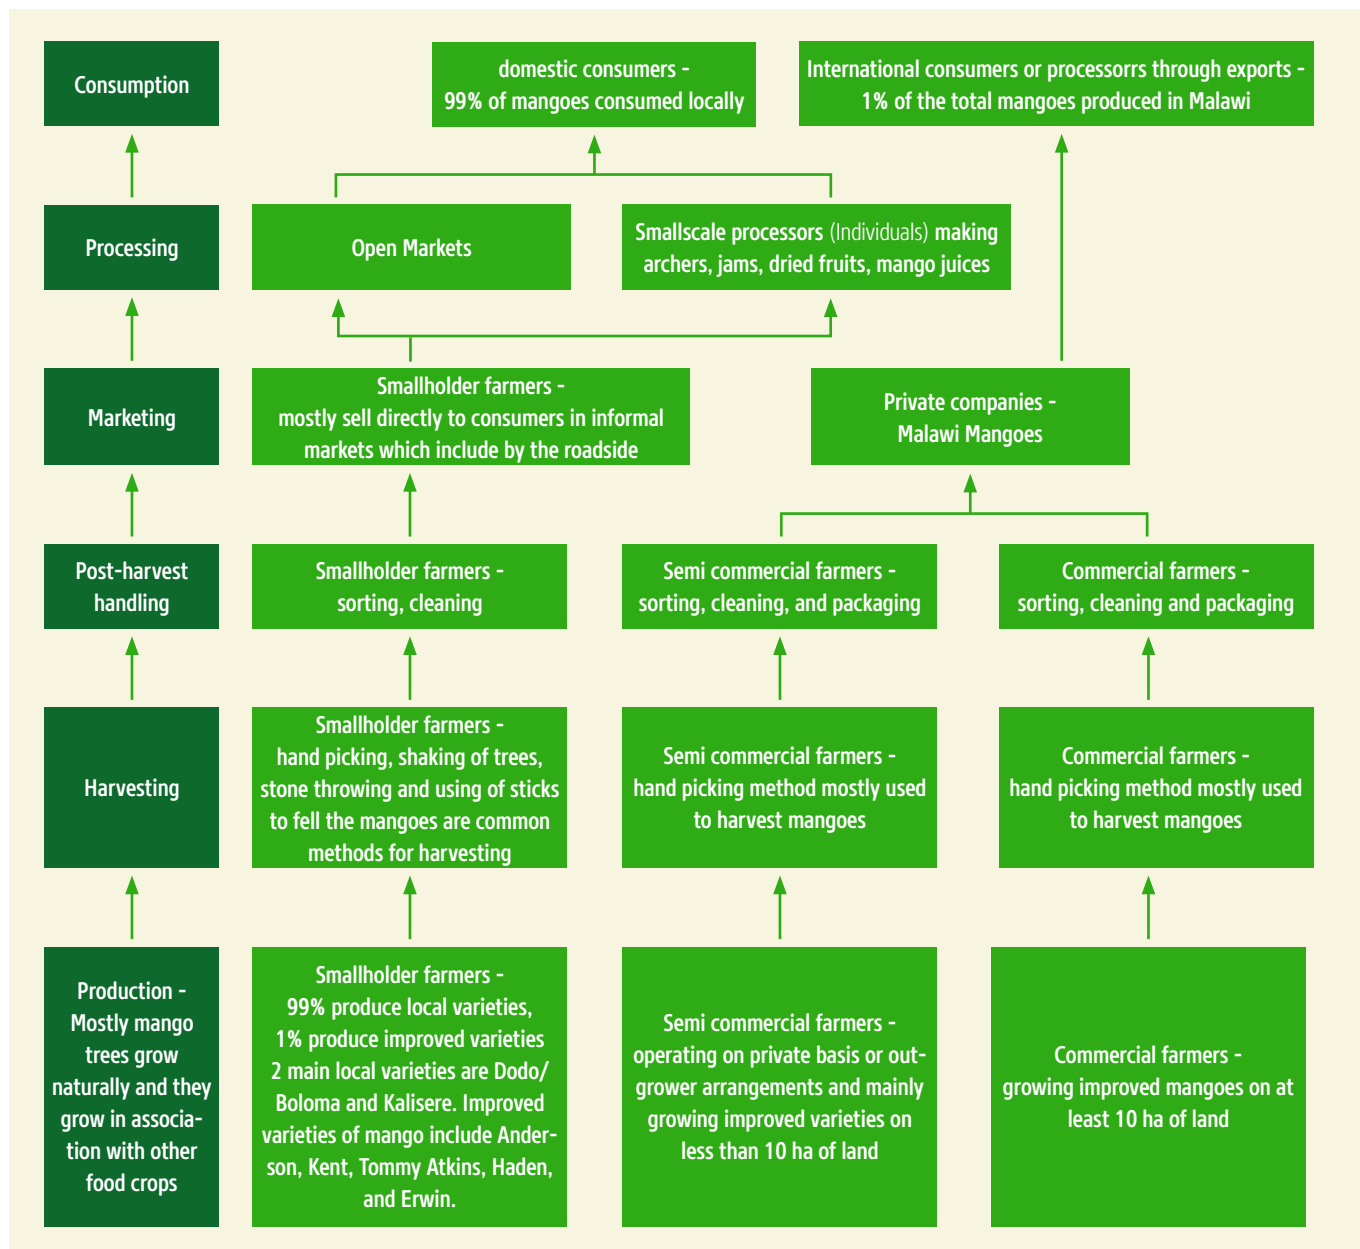 Consumption
domestic consumers -
99% of mangoes consumed locally
International consumers or processorrs through exports -
1% of the total mangoes produced in Malawi
Processing
Open Markets
Smallscale processors (Individuals) making
archers, jams, dried fruits, mango juices
Marketing
Smallholder farmers -
mostly sell directly to consumers in informal
markets which include by the roadside
Private companies -
Malawi Mangoes
Post-harvest
handling
Smallholder farmers -
sorting, cleaning
Semi commercial farmers -
sorting, cleaning, and packaging
Commercial farmers -
sorting, cleaning and packaging
Harvesting
Smallholder farmers -
hand picking, shaking of trees,
stone throwing and using of sticks
to fell the mangoes are common
methods for harvesting
Semi commercial farmers -
hand picking method mostly used
to harvest mangoes
Commercial farmers -
hand picking method mostly used
to harvest mangoes
Production -
Mostly mango
trees grow
naturally and they
grow in associa-
tion with other
food crops
Smallholder farmers -
99% produce local varieties,
1% produce improved varieties
2 main local varieties are Dodo/
Boloma and Kalisere. Improved
varieties of mango include Ander-
son, Kent, Tommy Atkins, Haden,
and Erwin.
Semi commercial farmers -
operating on private basis or out-
grower arrangements and mainly
growing improved varieties on
less than 10 ha of land
Commercial farmers -
growing improved mangoes on at
least 10 ha of land